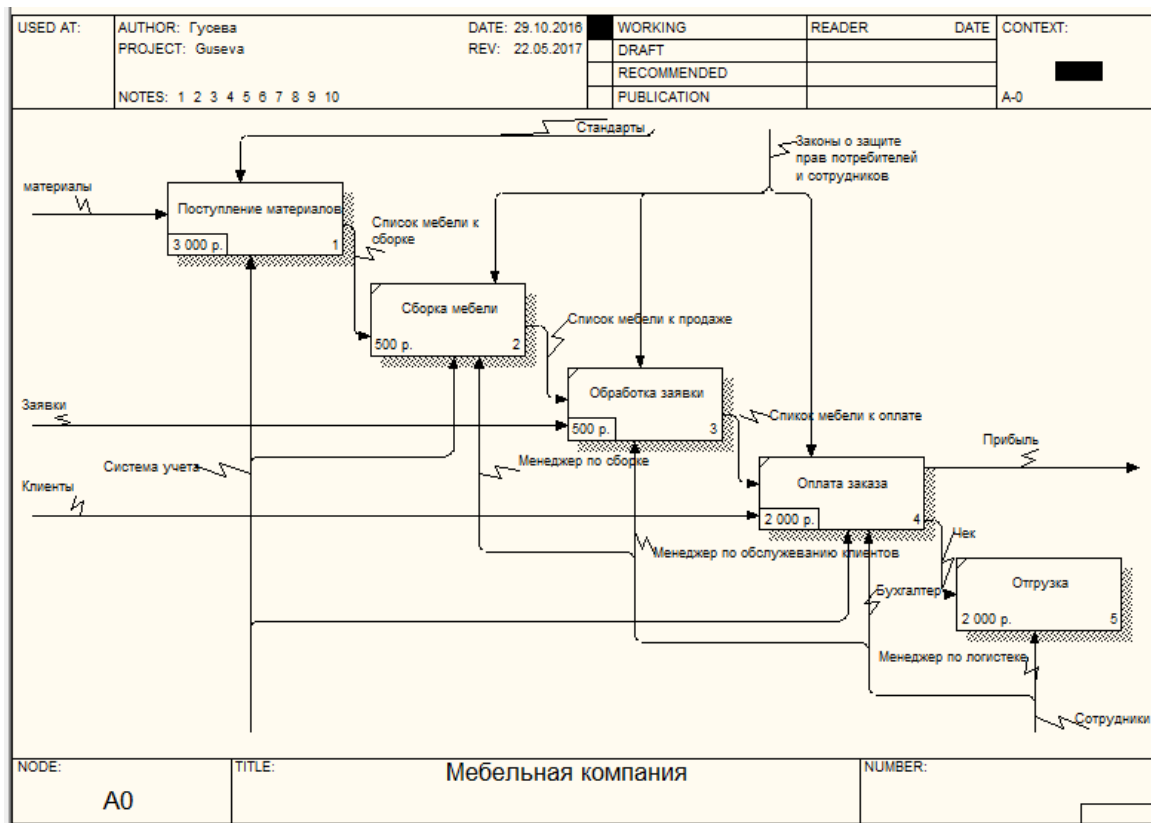 USED AT:
AUTHOR: Гусева
DATE: 29.10.2016
WORKING
READER
DATE
CONTEXT:
PROJECT: Guseva
REV: 22.05.2017
DRAFT
RECOMMENDED
NOTES: 1 2 3 4 5 6 7 8 9 10
PUBLICATION
A-0
Стандарты
Законы о защите
прав потребителей
и сотрудников
материалы
Поступление материалов
3 000 р.
1
Список мебели к
сборке
Сборка мебели
500 р.
2
Список мебели к продаже
Обработка заявки
500 р.
3
Заявки
Спикок мебели к оплате
Прибыль
Система учета
Менеджер по сборке
Клиенты
Оплата заказа
2 000 р.
4
Чек
Менеджер по обслужеванию клиентов
Бухгалтер
Отгрузка
2 000 р.
5
Менеджер по логистеке
Сотрудники
NODE:
A0
TITLE:
Мебельная компания
NUMBER: